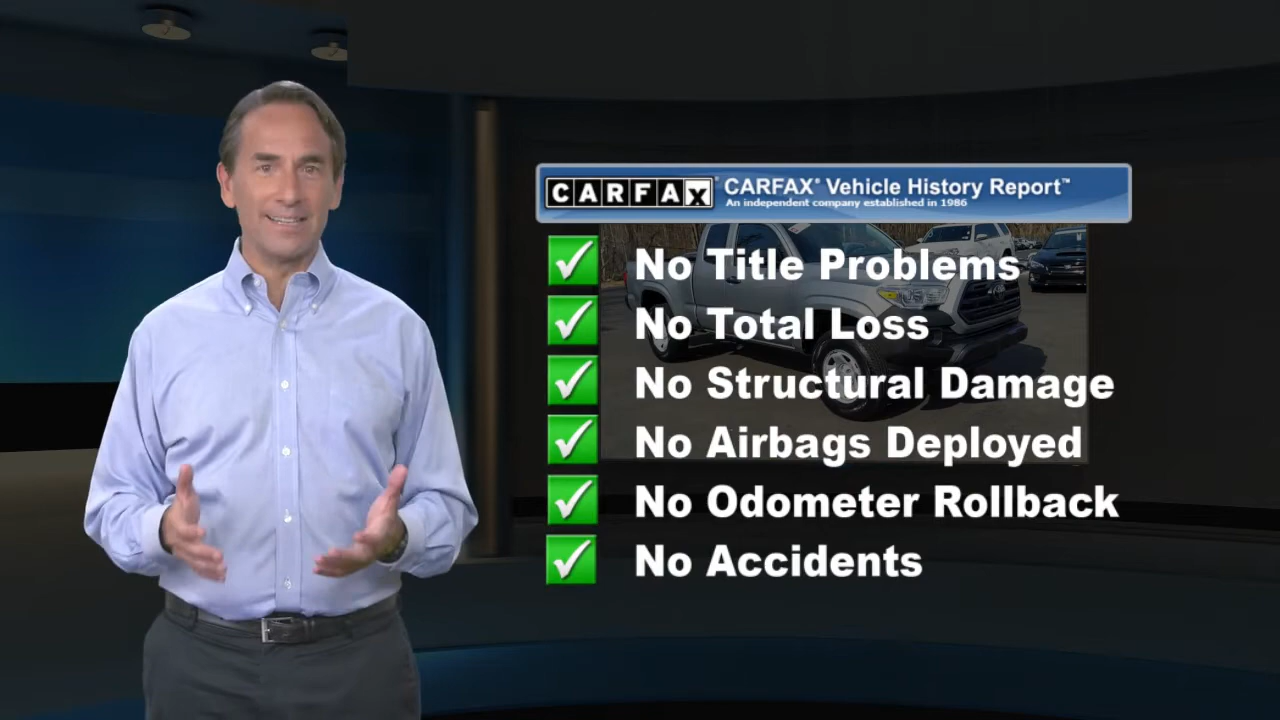 CARFAX® CARFAX® Vehicle History Report™
An independent company established in 1986
No Title Problems
No Total Loss
No Structural Damage
No Airbags Deployed
No Odometer Rollback
No Accidents